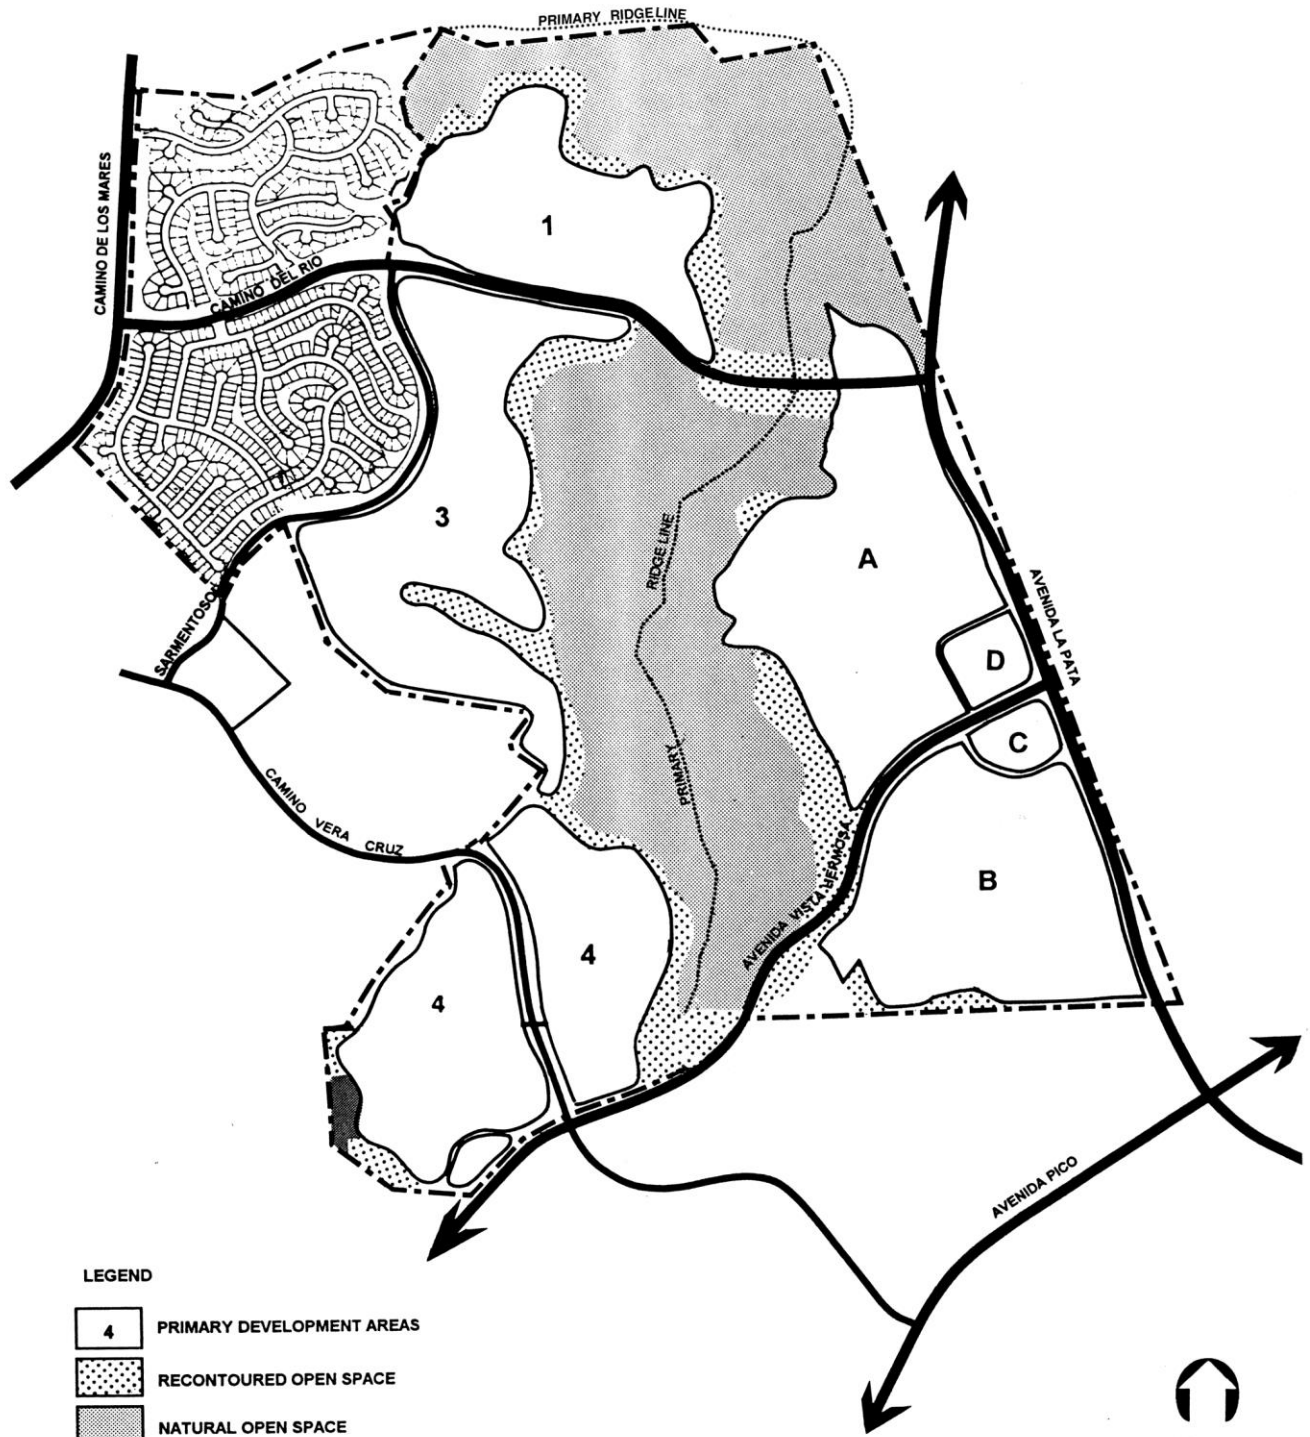 PRIMARY RIDGELINE
CAMINO DE LOS MARES
1
CAMINO DEL RIO
3
RIDGE LINE
A
AVENIDA LA PATA
SARMENTOSO
D
C
PRIMARY
CAMINO VERA CRUZ
AVENIDA VISTA HERMOSA
B
4
4
AVENIDA PICO
LEGEND
4 PRIMARY DEVELOPMENT AREAS
RECONTOURED OPEN SPACE
NATURAL OPEN SPACE